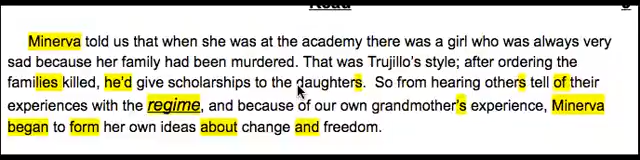 Minerva told us that when she was at the academy there was a girl who was always very
sad because her family had been murdered. That was Trujillo's style; after ordering the
families killed, he'd give scholarships to the daughters. So from hearing others tell of their
experiences with the regime, and because of our own grandmother's experience, Minerva
began to form her own ideas about change and freedom.